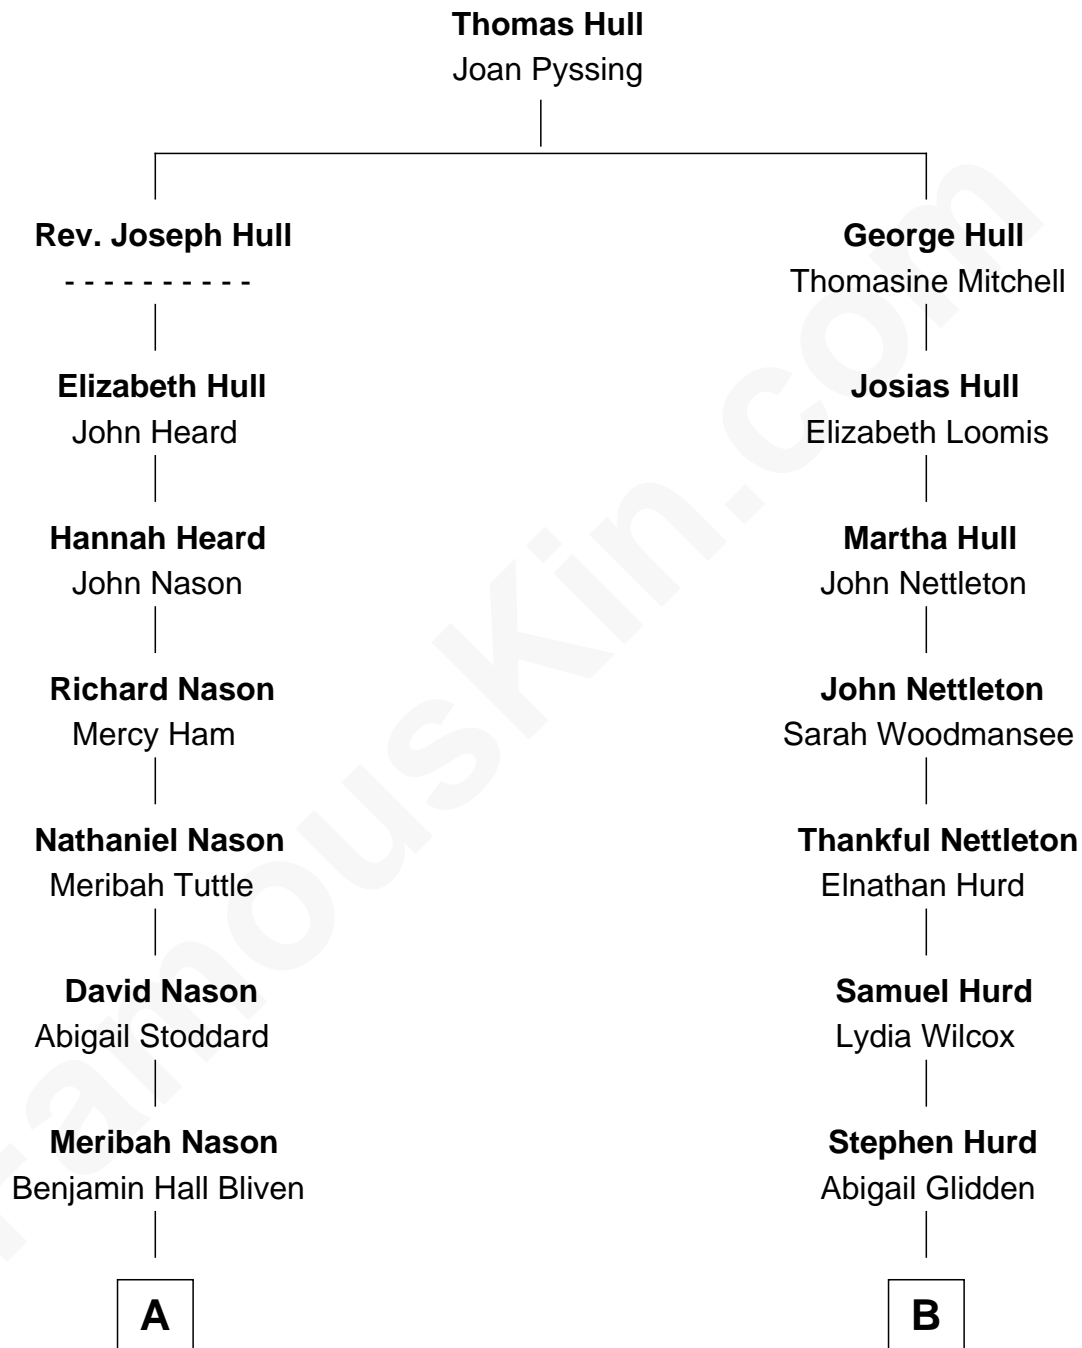 Thomas Hull
Joan Pyssing
Rev. Joseph Hull
- - - - - - - - - -
Elizabeth Hull
John Heard
Hannah Heard
John Nason
Richard Nason
Mercy Ham
Nathaniel Nason
Meribah Tuttle
David Nason
Abigail Stoddard
Meribah Nason
Benjamin Hall Bliven
A
George Hull
Thomasine Mitchell
Josias Hull
Elizabeth Loomis
Martha Hull
John Nettleton
John Nettleton
Sarah Woodmansee
Thankful Nettleton
Elnathan Hurd
Samuel Hurd
Lydia Wilcox
Stephen Hurd
Abigail Glidden
B
FamousKin.com